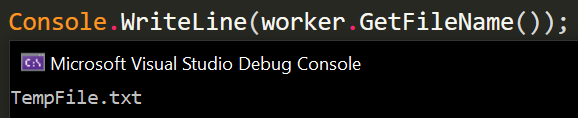 Console.WriteLine(worker.GetFileName());
C:\ Microsoft Visual Studio Debug Console
TempFile.txt